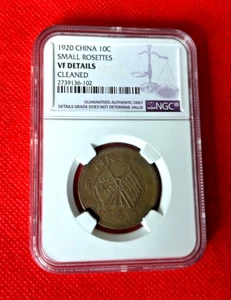 1920 CHINA 10C
SMALL ROSETTES
VF DETAILS
CLEANED
2739136-102
GUARANTEED AUTHENTIC ONLY
DETAILS GRADE DOES NOT DETERMINE VALUE
NGC